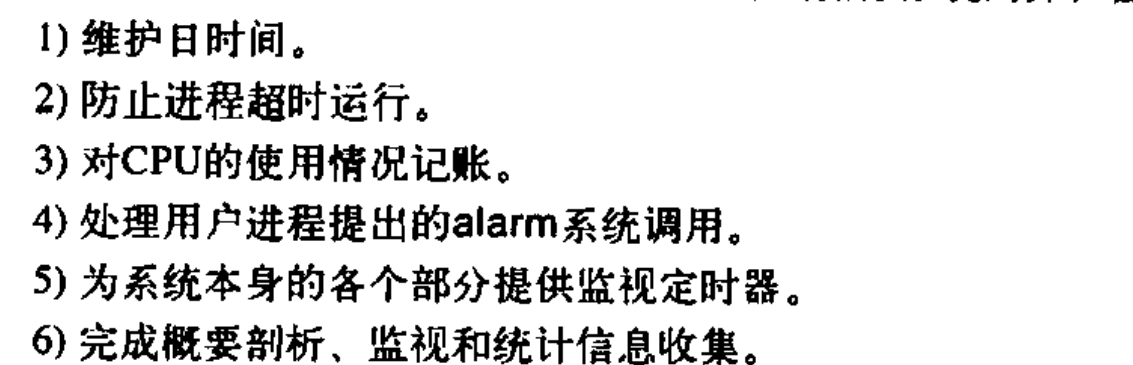 1) 维护日时间。
2) 防止进程超时运行。
3) 对CPU的使用情况记账。
4) 处理用户进程提出的alarm系统调用。
5) 为系统本身的各个部分提供监视定时器。
6) 完成概要剖析、监视和统计信息收集。